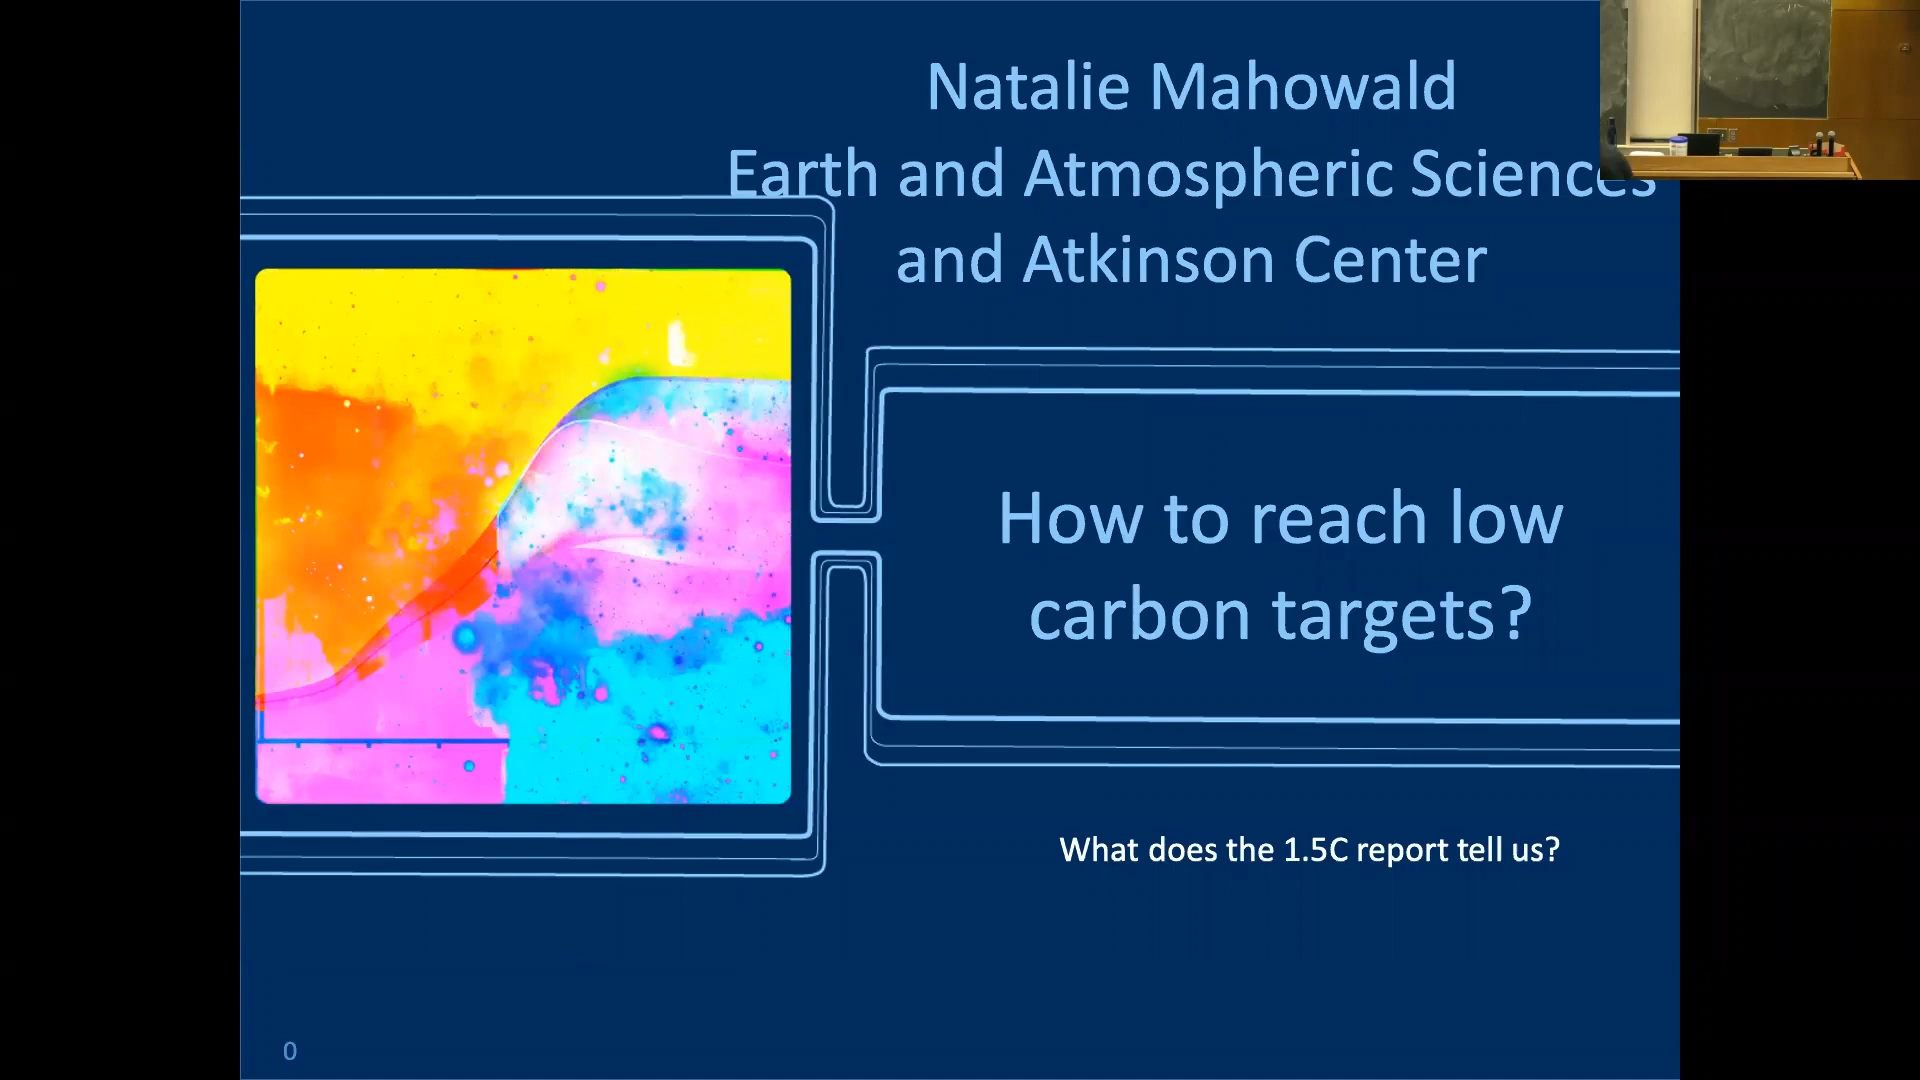 Natalie Mahowald
Earth and Atmospheric Sciences
and Atkinson Center
How to reach low
carbon targets?
What does the 1.5C report tell us?
0